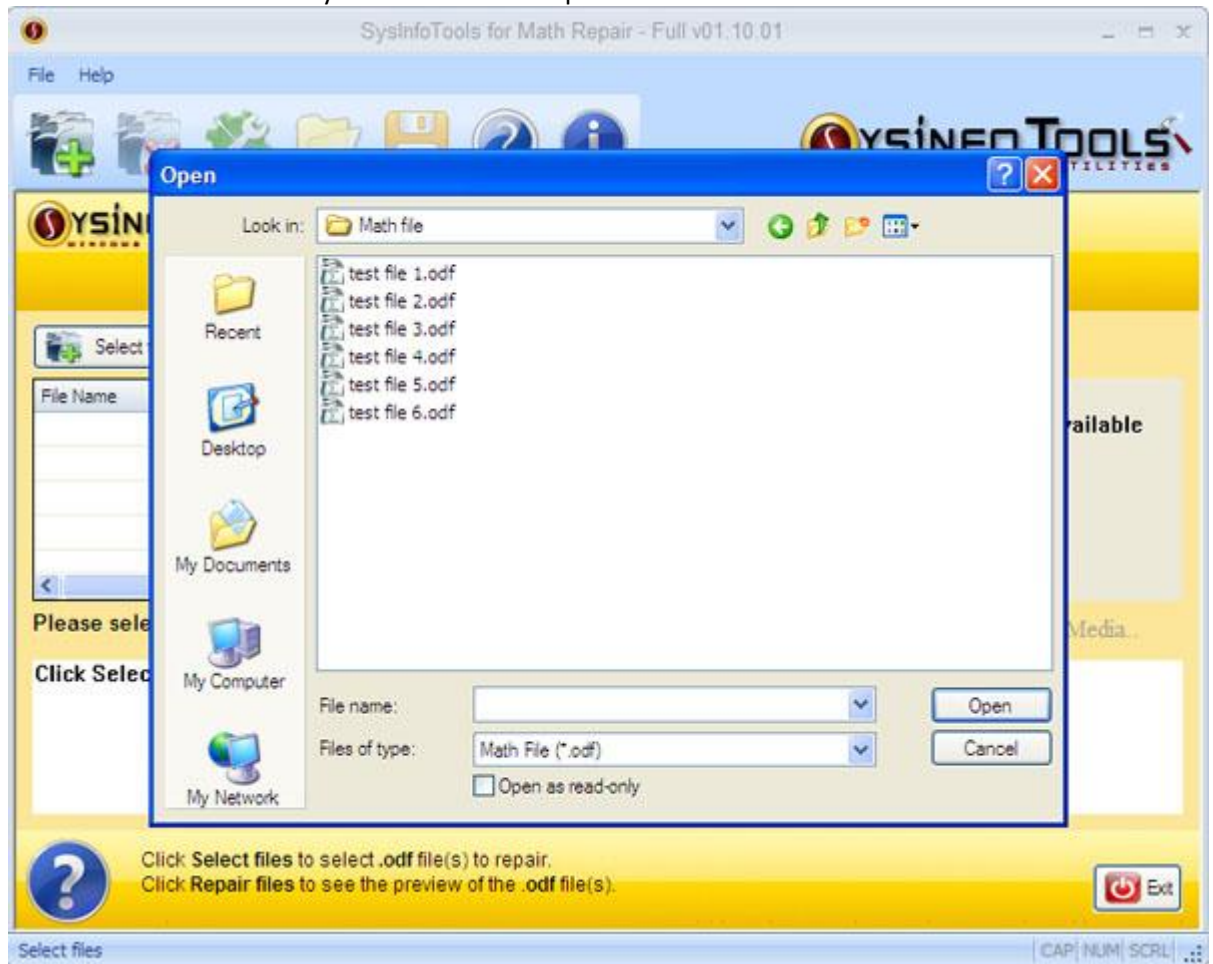 SysInfoTools for Math Repair - Full v01.10.01
File Help
SYSINFO TOOLS
Open
Look in: Math file
test file 1.odf
test file 2.odf
test file 3.odf
test file 4.odf
test file 5.odf
test file 6.odf
Recent
Desktop
My Documents
My Computer
My Network
Select
File Name
Please sele
Click Selec
Media..
File name:
Open
Files of type: Math File (*.odf)
Cancel
Open as read-only
Click Select files to select .odf file(s) to repair.
Click Repair files to see the preview of the .odf file(s).
Exit
Select files
CAP NUM SCRL